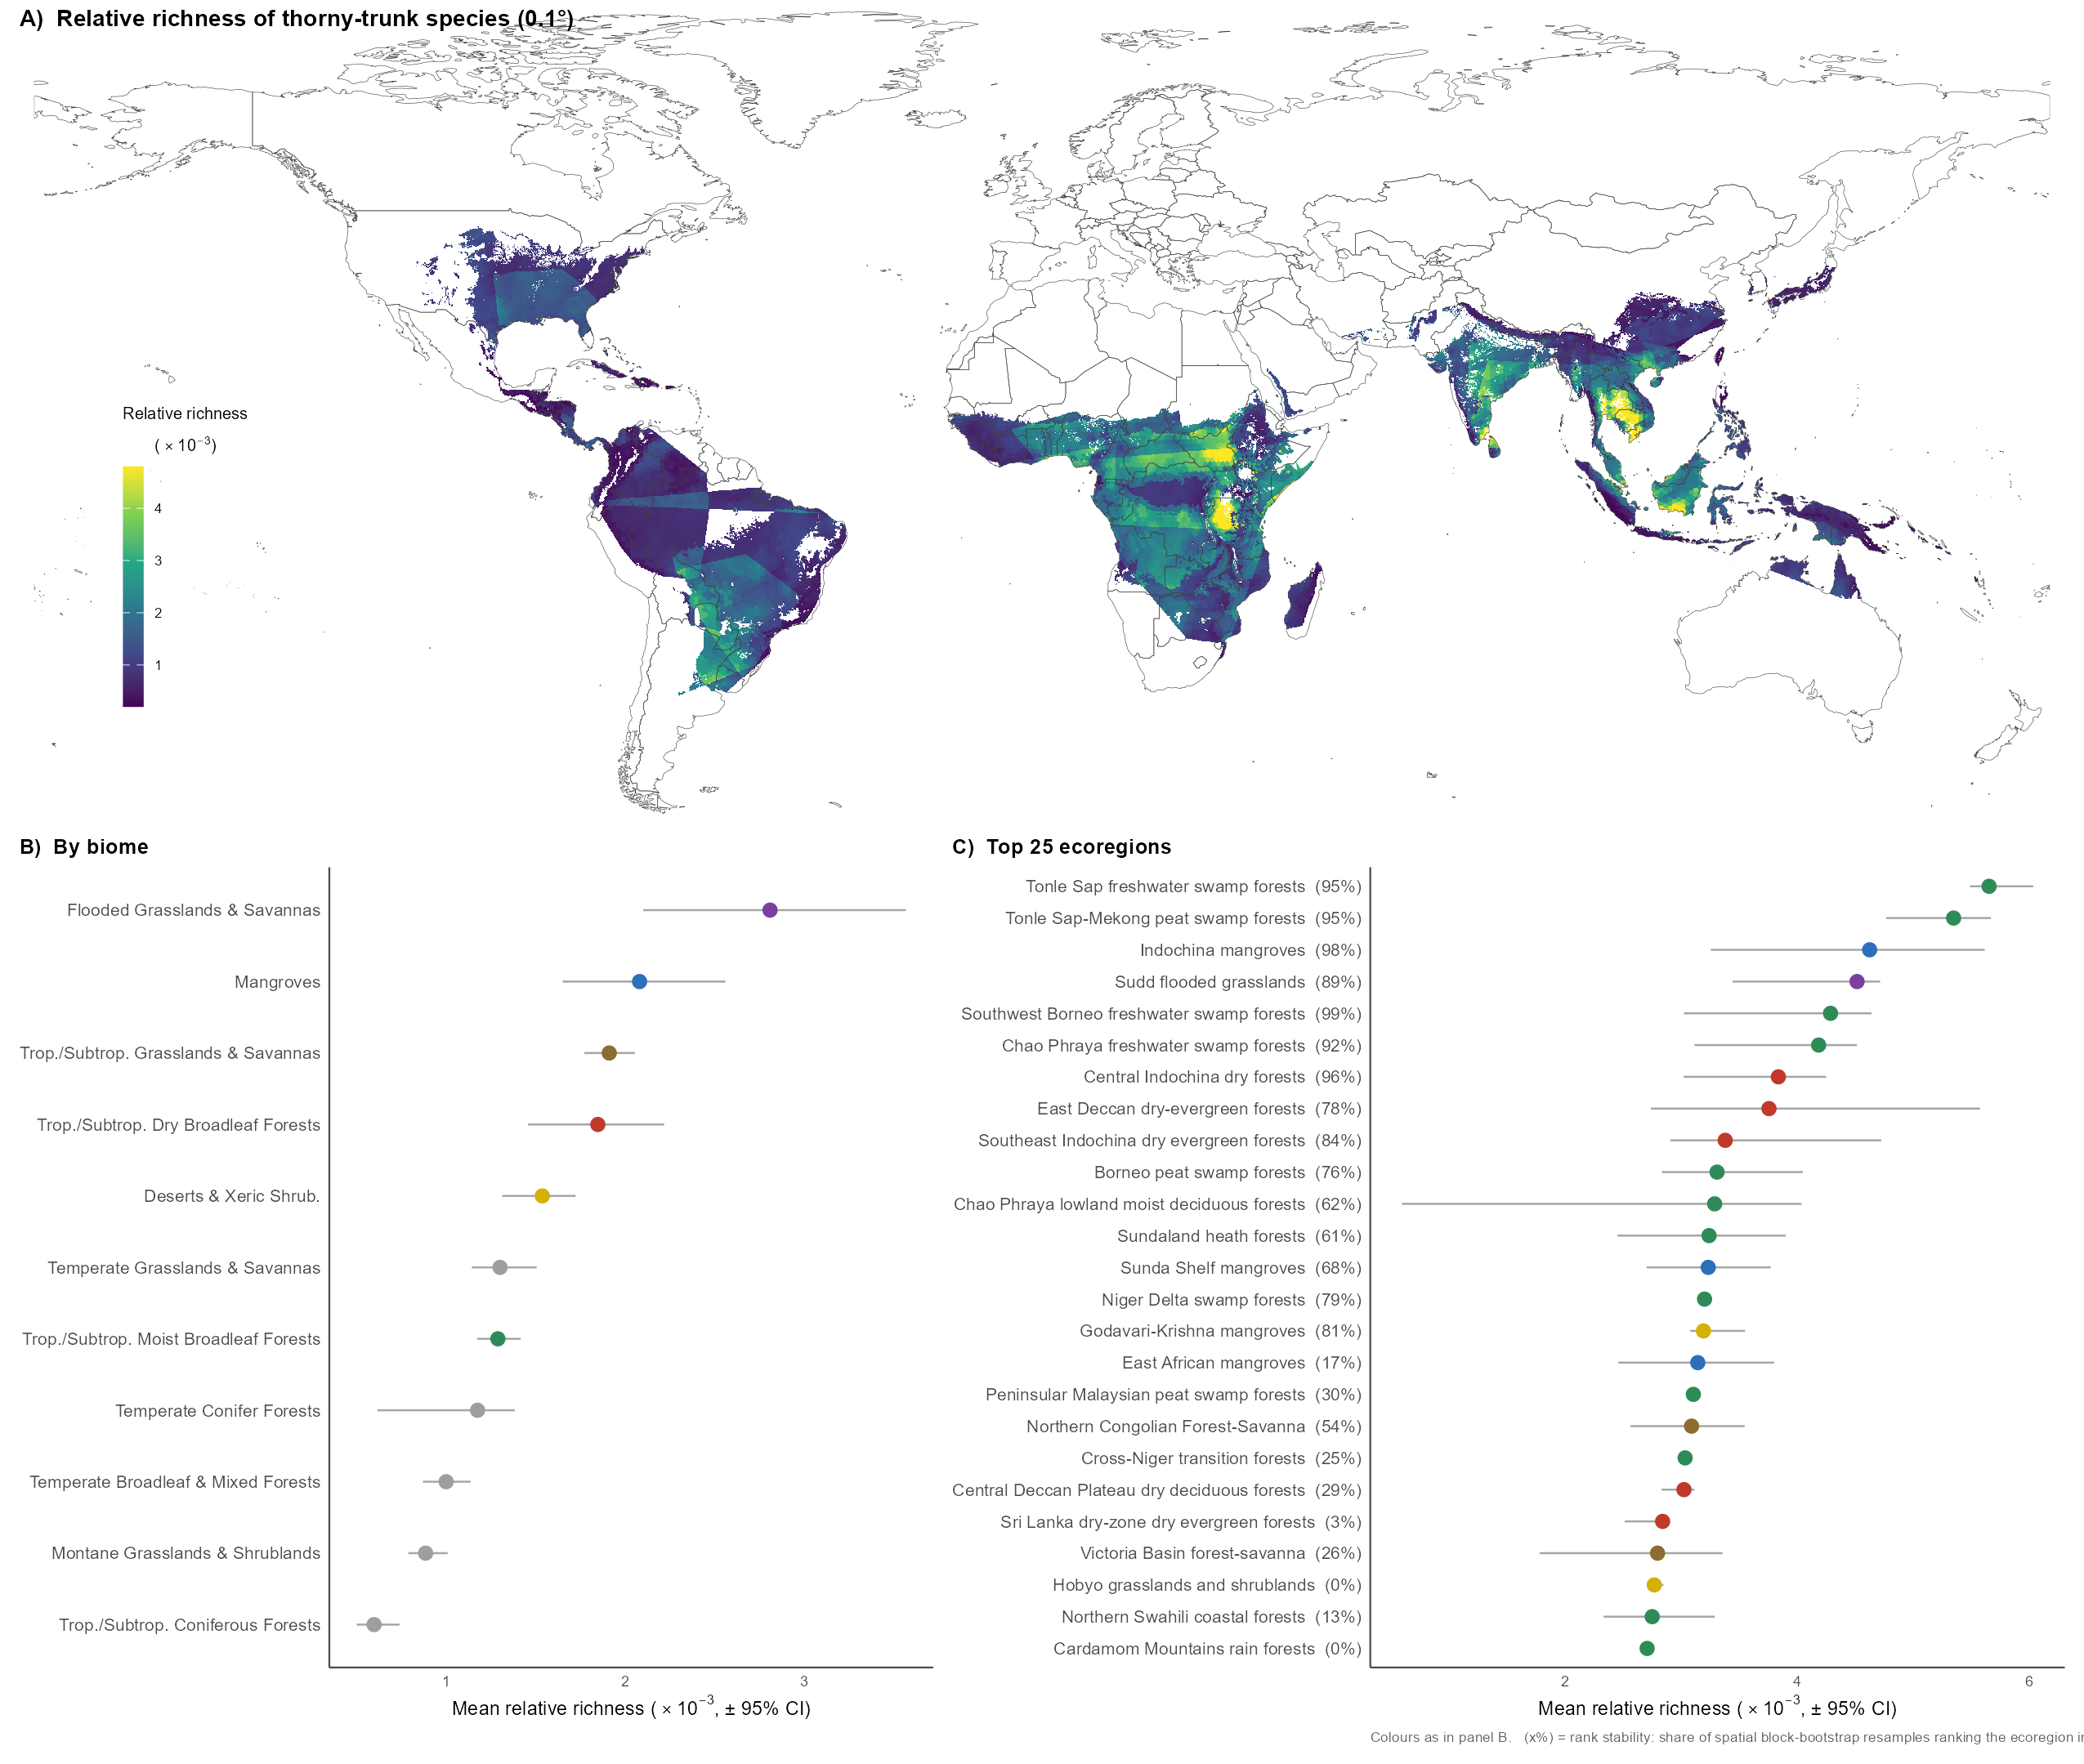 A)  Relative richness of thorny-trunk species (0.1°)
Relative richness
( × 10⁻³)
4
3
2
1
B)  By biome
Flooded Grasslands & Savannas
Mangroves
Trop./Subtrop. Grasslands & Savannas
Trop./Subtrop. Dry Broadleaf Forests
Deserts & Xeric Shrub.
Temperate Grasslands & Savannas
Trop./Subtrop. Moist Broadleaf Forests
Temperate Conifer Forests
Temperate Broadleaf & Mixed Forests
Montane Grasslands & Shrublands
Trop./Subtrop. Coniferous Forests
1 2 3
Mean relative richness ( × 10⁻³, ± 95% CI)
C)  Top 25 ecoregions
Tonle Sap freshwater swamp forests  (95%)
Tonle Sap-Mekong peat swamp forests  (95%)
Indochina mangroves  (98%)
Sudd flooded grasslands  (89%)
Southwest Borneo freshwater swamp forests  (99%)
Chao Phraya freshwater swamp forests  (92%)
Central Indochina dry forests  (96%)
East Deccan dry-evergreen forests  (78%)
Southeast Indochina dry evergreen forests  (84%)
Borneo peat swamp forests  (76%)
Chao Phraya lowland moist deciduous forests  (62%)
Sundaland heath forests  (61%)
Sunda Shelf mangroves  (68%)
Niger Delta swamp forests  (79%)
Godavari-Krishna mangroves  (81%)
East African mangroves  (17%)
Peninsular Malaysian peat swamp forests  (30%)
Northern Congolian Forest-Savanna  (54%)
Cross-Niger transition forests  (25%)
Central Deccan Plateau dry deciduous forests  (29%)
Sri Lanka dry-zone dry evergreen forests  (3%)
Victoria Basin forest-savanna  (26%)
Hobyo grasslands and shrublands  (0%)
Northern Swahili coastal forests  (13%)
Cardamom Mountains rain forests  (0%)
2 4 6
Mean relative richness ( × 10⁻³, ± 95% CI)
Colours as in panel B.   (x%) = rank stability: share of spatial block-bootstrap resamples ranking the ecoregion